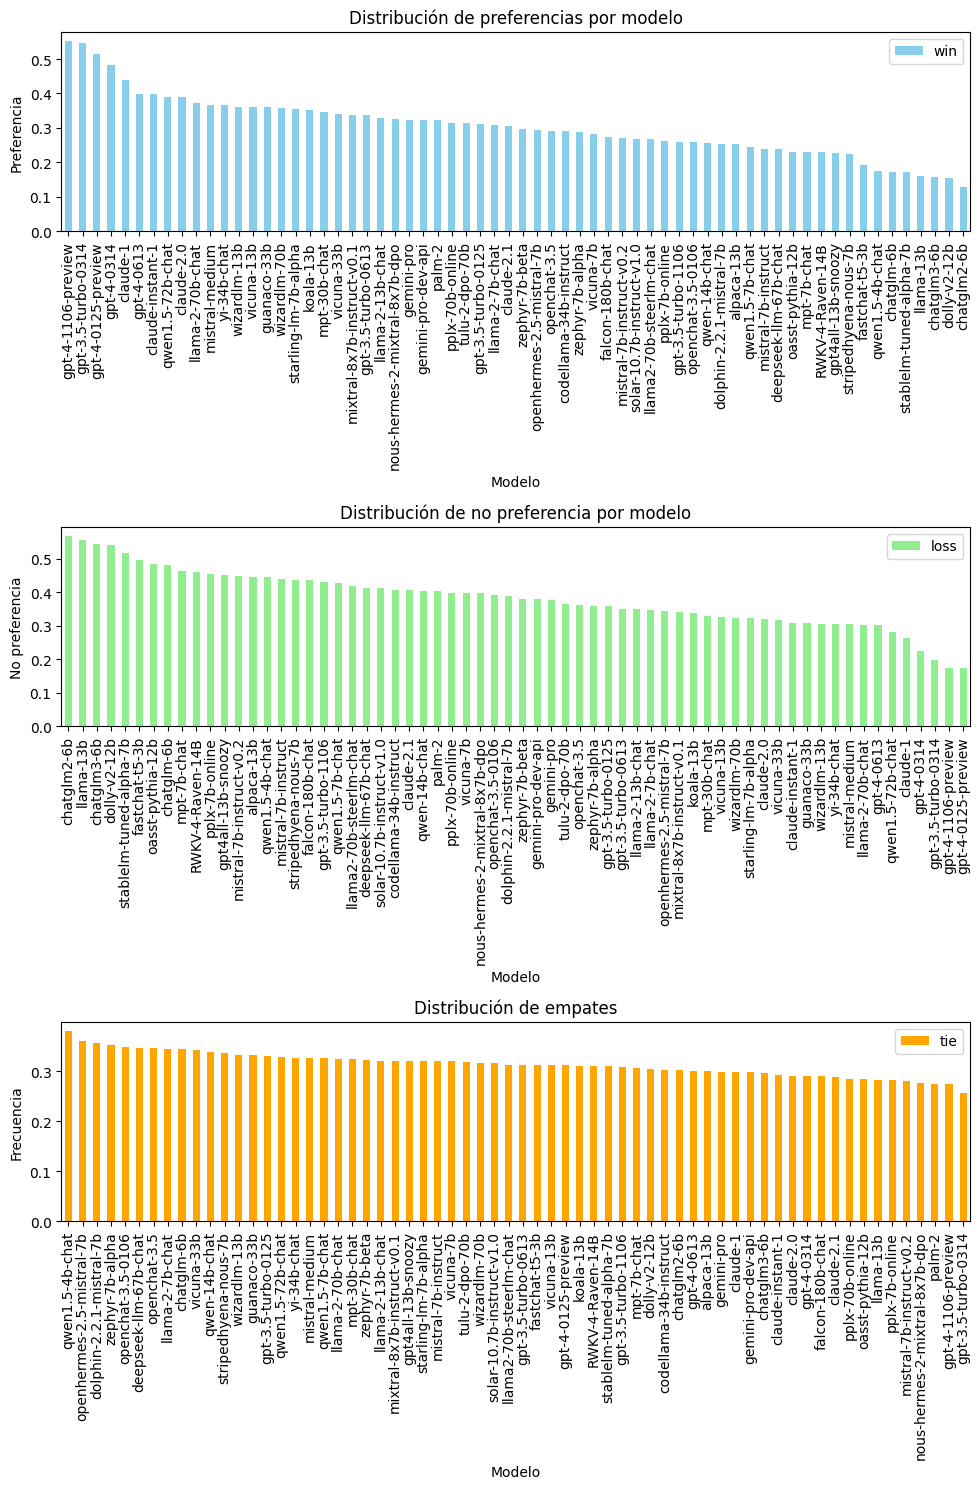 Distribución de preferencias por modelo
win
Preferencia
0.5
0.4
0.3
0.2
0.1
0.0
gpt-4-1106-preview
gpt-3.5-turbo-0314
gpt-4-0125-preview
gpt-4-0314
claude-1
gpt-4-0613
claude-instant-1
qwen1.5-72b-chat
claude-2.0
llama-2-70b-chat
mistral-medium
yi-34b-chat
wizardlm-13b
vicuna-13b
guanaco-33b
wizardlm-70b
starling-lm-7b-alpha
koala-13b
mpt-30b-chat
vicuna-33b
mixtral-8x7b-instruct-v0.1
gpt-3.5-turbo-0613
llama-2-13b-chat
nous-hermes-2-mixtral-8x7b-dpo
gemini-pro
gemini-pro-dev-api
palm-2
pplx-70b-online
tulu-2-dpo-70b
gpt-3.5-turbo-0125
llama-2-7b-chat
claude-2.1
zephyr-7b-beta
openhermes-2.5-mistral-7b
openchat-3.5
codellama-34b-instruct
zephyr-7b-alpha
vicuna-7b
falcon-180b-chat
mistral-7b-instruct-v0.2
solar-10.7b-instruct-v1.0
llama2-70b-steerlm-chat
pplx-7b-online
gpt-3.5-turbo-1106
openchat-3.5-0106
qwen-14b-chat
dolphin-2.2.1-mistral-7b
alpaca-13b
qwen1.5-7b-chat
mistral-7b-instruct
deepseek-llm-67b-chat
oasst-pythia-12b
mpt-7b-chat
RWKV-4-Raven-14B
gpt4all-13b-snoozy
stripedhyena-nous-7b
fastchat-t5-3b
qwen1.5-4b-chat
chatglm-6b
stablelm-tuned-alpha-7b
llama-13b
chatglm3-6b
dolly-v2-12b
chatglm2-6b
Modelo
Distribución de no preferencia por modelo
loss
No preferencia
0.5
0.4
0.3
0.2
0.1
0.0
chatglm2-6b
llama-13b
chatglm3-6b
dolly-v2-12b
stablelm-tuned-alpha-7b
fastchat-t5-3b
oasst-pythia-12b
chatglm-6b
mpt-7b-chat
RWKV-4-Raven-14B
pplx-7b-online
gpt4all-13b-snoozy
mistral-7b-instruct-v0.2
alpaca-13b
qwen1.5-4b-chat
mistral-7b-instruct
stripedhyena-nous-7b
falcon-180b-chat
gpt-3.5-turbo-1106
qwen1.5-7b-chat
llama2-70b-steerlm-chat
deepseek-llm-67b-chat
solar-10.7b-instruct-v1.0
codellama-34b-instruct
claude-2.1
qwen-14b-chat
palm-2
pplx-70b-online
vicuna-7b
nous-hermes-2-mixtral-8x7b-dpo
openchat-3.5-0106
dolphin-2.2.1-mistral-7b
zephyr-7b-beta
gemini-pro-dev-api
gemini-pro
tulu-2-dpo-70b
openchat-3.5
zephyr-7b-alpha
gpt-3.5-turbo-0125
gpt-3.5-turbo-0613
llama-2-13b-chat
llama-2-7b-chat
openhermes-2.5-mistral-7b
mixtral-8x7b-instruct-v0.1
koala-13b
mpt-30b-chat
vicuna-13b
wizardlm-70b
starling-lm-7b-alpha
claude-2.0
vicuna-33b
claude-instant-1
guanaco-33b
wizardlm-13b
yi-34b-chat
mistral-medium
llama-2-70b-chat
gpt-4-0613
qwen1.5-72b-chat
claude-1
gpt-4-0314
gpt-3.5-turbo-0314
gpt-4-1106-preview
gpt-4-0125-preview
Modelo
Distribución de empates
tie
Frecuencia
0.3
0.2
0.1
0.0
qwen1.5-4b-chat
openhermes-2.5-mistral-7b
dolphin-2.2.1-mistral-7b
zephyr-7b-alpha
openchat-3.5-0106
deepseek-llm-67b-chat
openchat-3.5
llama-2-7b-chat
chatglm-6b
vicuna-33b
qwen-14b-chat
stripedhyena-nous-7b
wizardlm-13b
guanaco-33b
gpt-3.5-turbo-0125
qwen1.5-72b-chat
yi-34b-chat
mistral-medium
qwen1.5-7b-chat
llama-2-70b-chat
mpt-30b-chat
zephyr-7b-beta
llama-2-13b-chat
mixtral-8x7b-instruct-v0.1
gpt4all-13b-snoozy
starling-lm-7b-alpha
mistral-7b-instruct
vicuna-7b
tulu-2-dpo-70b
wizardlm-70b
solar-10.7b-instruct-v1.0
llama2-70b-steerlm-chat
gpt-3.5-turbo-0613
fastchat-t5-3b
vicuna-13b
gpt-4-0125-preview
koala-13b
RWKV-4-Raven-14B
stablelm-tuned-alpha-7b
gpt-3.5-turbo-1106
mpt-7b-chat
dolly-v2-12b
codellama-34b-instruct
chatglm2-6b
gpt-4-0613
alpaca-13b
gemini-pro
claude-1
gemini-pro-dev-api
chatglm3-6b
claude-instant-1
claude-2.0
gpt-4-0314
falcon-180b-chat
claude-2.1
pplx-70b-online
oasst-pythia-12b
llama-13b
pplx-7b-online
mistral-7b-instruct-v0.2
nous-hermes-2-mixtral-8x7b-dpo
palm-2
gpt-4-1106-preview
gpt-3.5-turbo-0314
Modelo